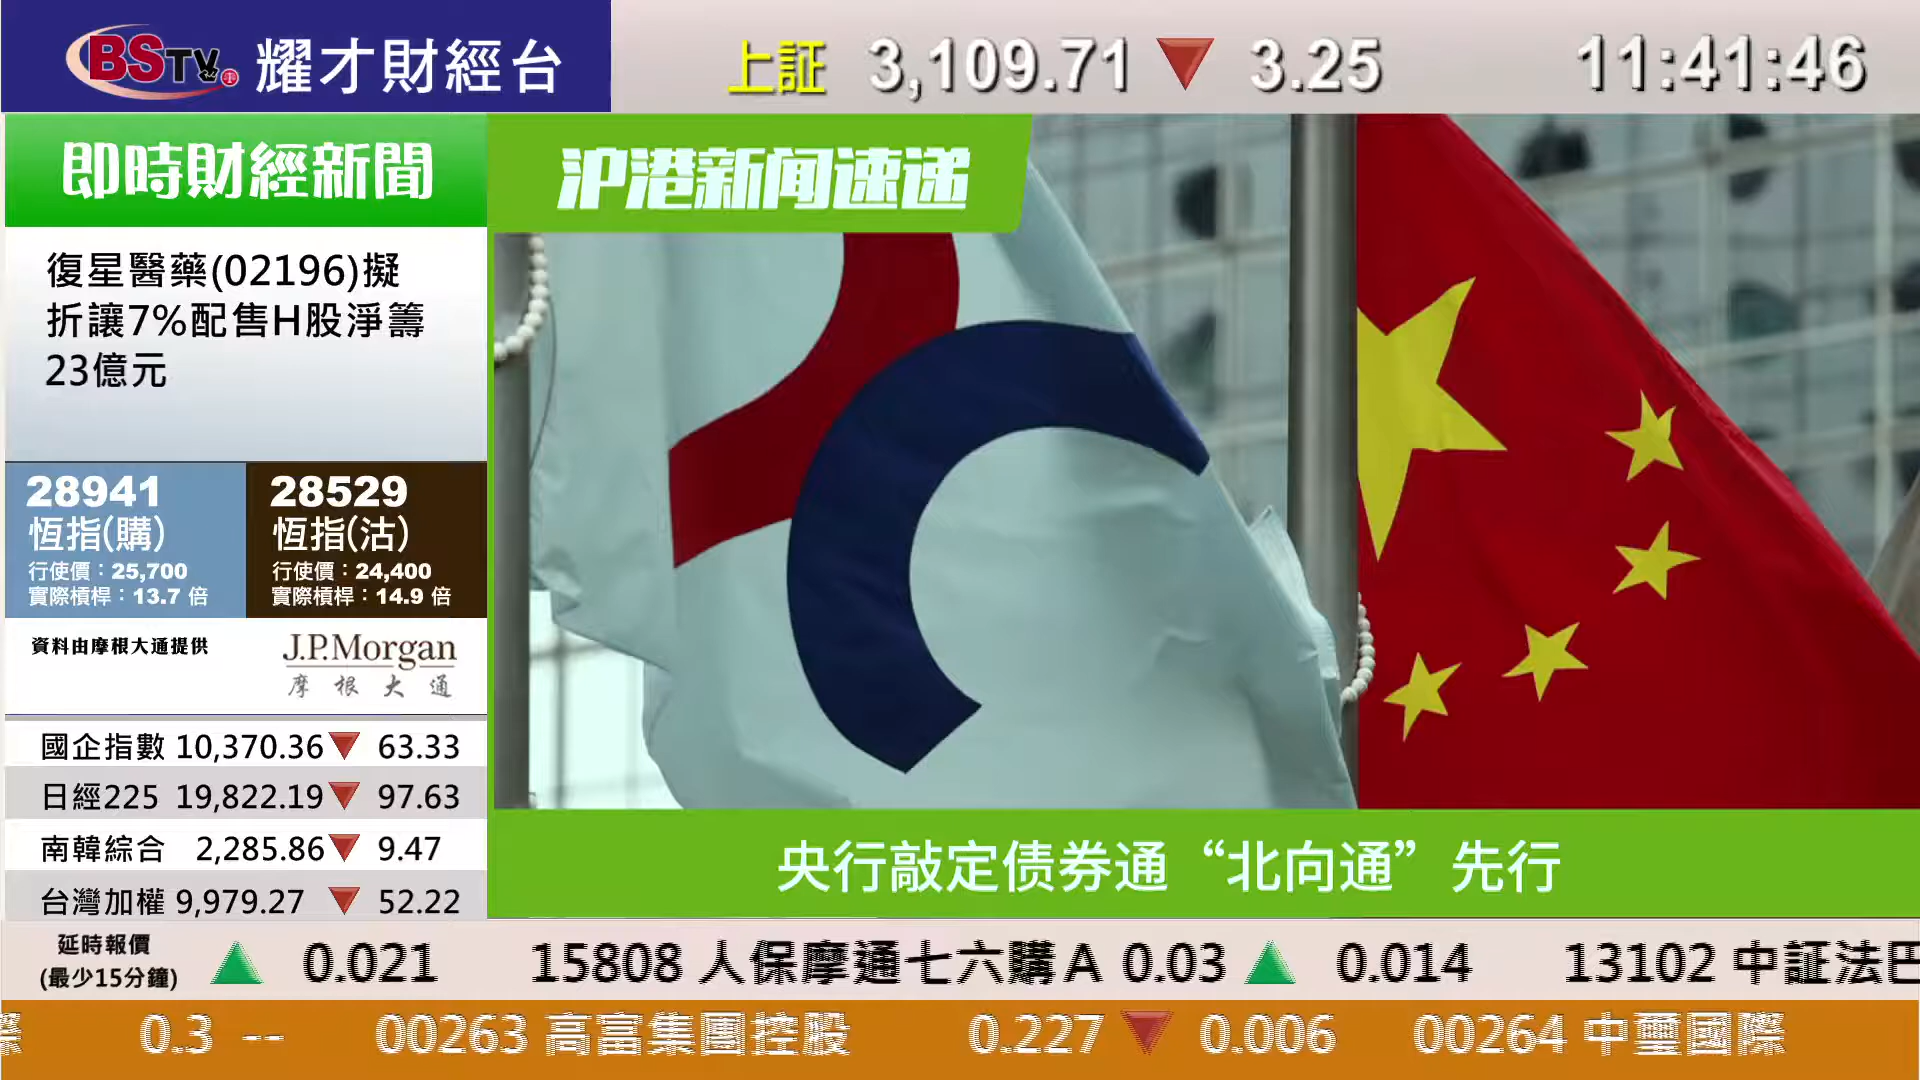 BSTV 耀才財經台
上証 3,109.71 ▼ 3.25 11:41:46
即時財經新聞
沪港新闻速递
復星醫藥(02196)擬
折讓7%配售H股淨籌
23億元
28941
恆指(購)
行使價：25,700
實際槓桿：13.7 倍
28529
恆指(沽)
行使價：24,400
實際槓桿：14.9 倍
資料由摩根大通提供
J.P.Morgan
摩根大通
國企指數 10,370.36 ▼ 63.33
日經225 19,822.19 ▼ 97.63
南韓綜合 2,285.86 ▼ 9.47
台灣加權 9,979.27 ▼ 52.22
央行敲定债券通“北向通”先行
延時報價
(最少15分鐘)
▲ 0.021 15808 人保摩通七六購A 0.03 ▲ 0.014 13102 中証法巴
際 0.3 -- 00263 高富集團控股 0.227 ▼ 0.006 00264 中璽國際